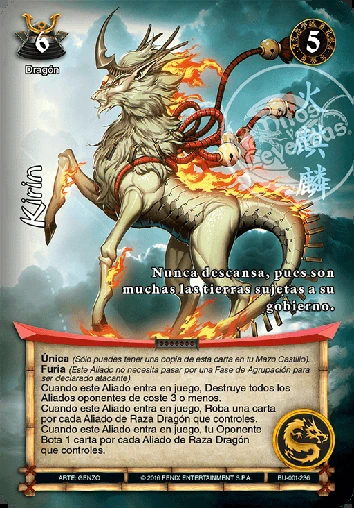 6
5
Dragón
Kirin
火
麒
麟
Nunca descansa, pues son
muchas las tierras sujetas a su
gobierno.
Única (Sólo puedes tener una copia de esta carta en tu Mazo Castillo).
Furia (Este Aliado no necesita pasar por una Fase de Agrupación para
ser declarado atacante)
Cuando este Aliado entra en juego, Destruye todos los
Aliados oponentes de coste 3 o menos.
Cuando este Aliado entra en juego, Roba una carta
por cada Aliado de Raza Dragón que controles.
Cuando este Aliado entra en juego, tu Oponente
Bota 1 carta por cada Aliado de Raza Dragón
que controles.
ARTE: GENZO
© 2016 FENIX ENTERTAINMENT S.P.A.